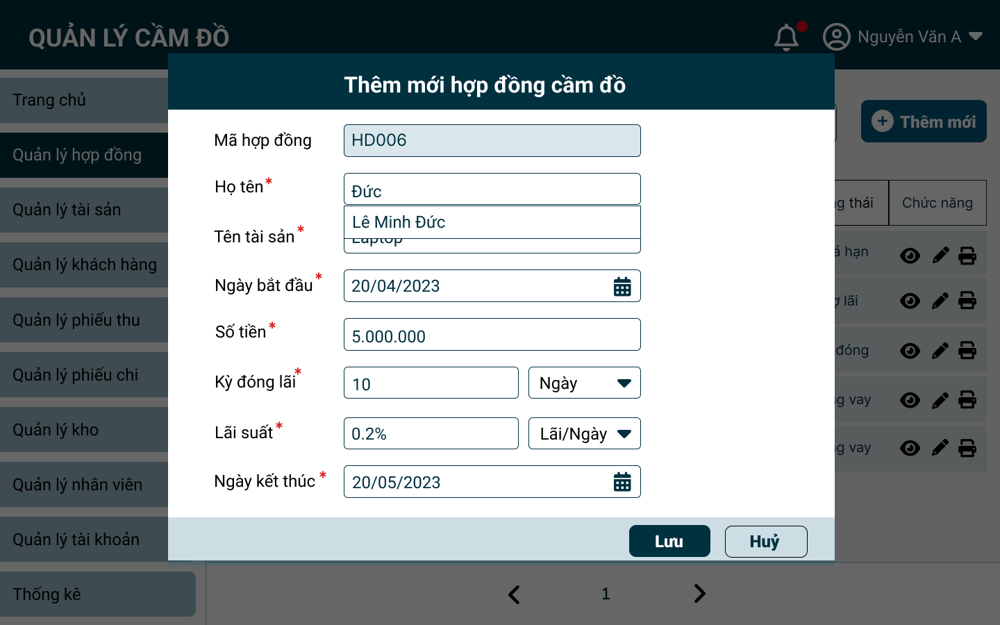 QUẢN LÝ CẦM ĐỒ
Nguyễn Văn A
Thêm mới hợp đồng cầm đồ
Trang chủ
Quản lý hợp đồng
Quản lý tài sản
Quản lý khách hàng
Quản lý phiếu thu
Quản lý phiếu chi
Quản lý kho
Quản lý nhân viên
Quản lý tài khoản
Thống kê
Mã hợp đồng HD006
Họ tên* Đức
Lê Minh Đức
Tên tài sản* Laptop
Ngày bắt đầu* 20/04/2023
Số tiền* 5.000.000
Kỳ đóng lãi* 10 Ngày
Lãi suất* 0.2% Lãi/Ngày
Ngày kết thúc* 20/05/2023
Lưu Huỷ
Thêm mới
thái Chức năng
hạn
lãi
đóng
vay
vay
1